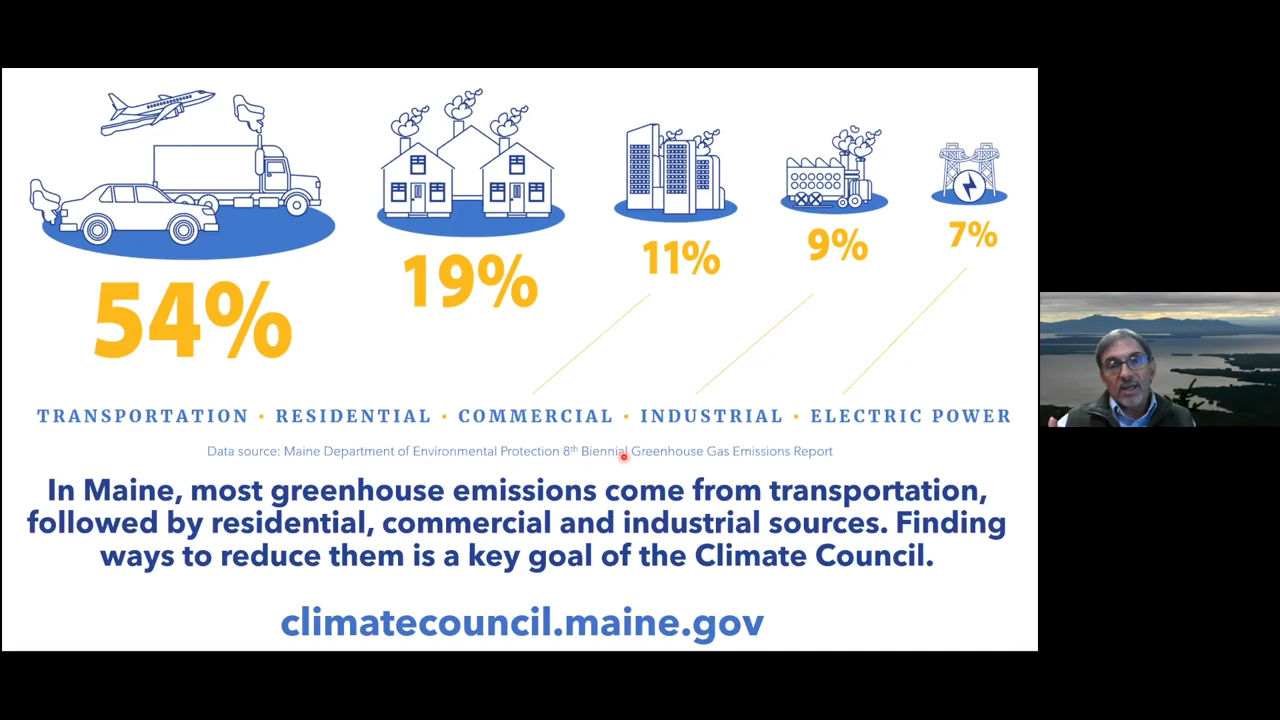 54%
19%
11%
9%
7%
TRANSPORTATION • RESIDENTIAL • COMMERCIAL • INDUSTRIAL • ELECTRIC POWER
Data source: Maine Department of Environmental Protection 8th Biennial Greenhouse Gas Emissions Report
In Maine, most greenhouse emissions come from transportation,
followed by residential, commercial and industrial sources. Finding
ways to reduce them is a key goal of the Climate Council.
climatecouncil.maine.gov